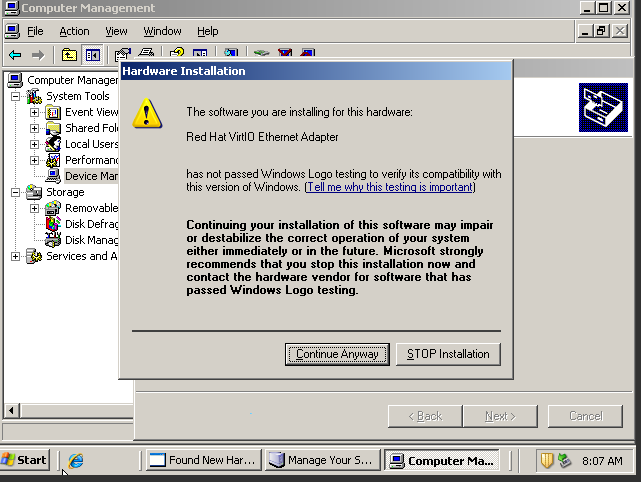 Computer Management
File Action View Window Help
Hardware Installation
Computer Manager
System Tools
Event View
Shared Fol
Local Users
Performanc
Device Mar
Storage
Removable
Disk Defrag
Disk Manag
Services and A
The software you are installing for this hardware:
Red Hat VirtIO Ethernet Adapter
has not passed Windows Logo testing to verify its compatibility with
this version of Windows. (Tell me why this testing is important)
Continuing your installation of this software may impair
or destabilize the correct operation of your system
either immediately or in the future. Microsoft strongly
recommends that you stop this installation now and
contact the hardware vendor for software that has
passed Windows Logo testing.
Continue Anyway STOP Installation
< Back Next > Cancel
Start Found New Har... Manage Your S... Computer Ma... 8:07 AM